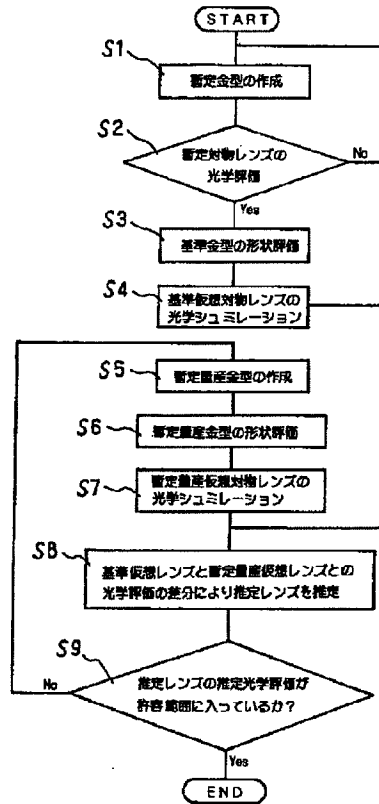 START
S1
暫定金型の作成
S2
暫定対物レンズの
光学評価
No
Yes
S3
基準金型の形状評価
S4
基準仮想対物レンズの
光学シュミレーション
S5
暫定量産金型の作成
S6
暫定量産金型の形状評価
S7
暫定量産仮想対物レンズの
光学シュミレーション
S8
基準仮想レンズと暫定量産仮想レンズとの
光学評価の差分により推定レンズを推定
S9
推定レンズの推定光学評価が
許容範囲に入っているか？
No
Yes
END